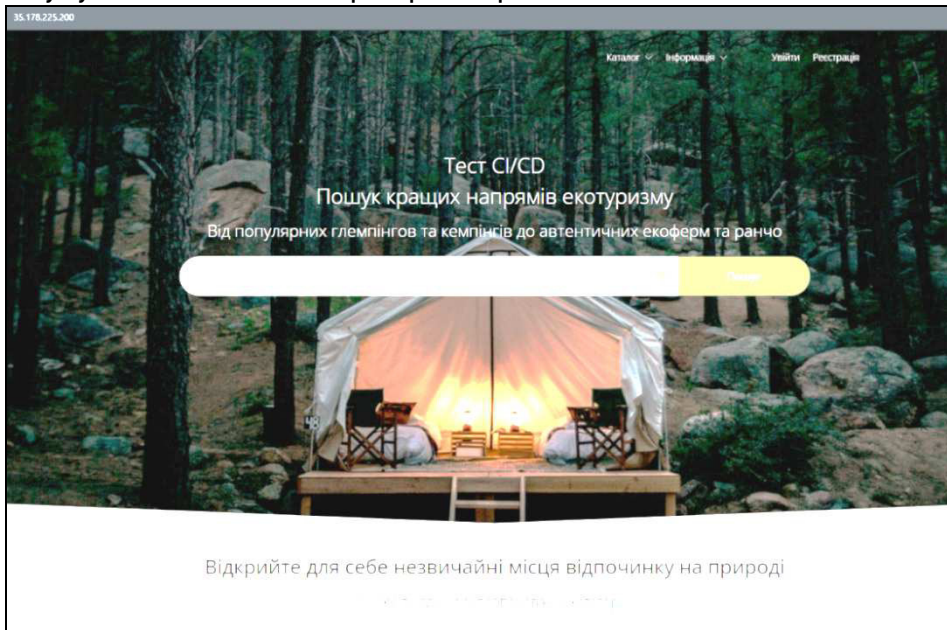 35.178.225.200
Каталог Інформація Увійти Реєстрація
Тест CI/CD
Пошук кращих напрямів екотуризму
Від популярних глемпінгов та кемпінгів до автентичних екоферм та ранчо
48
Відкрийте для себе незвичайні місця відпочинку на природі